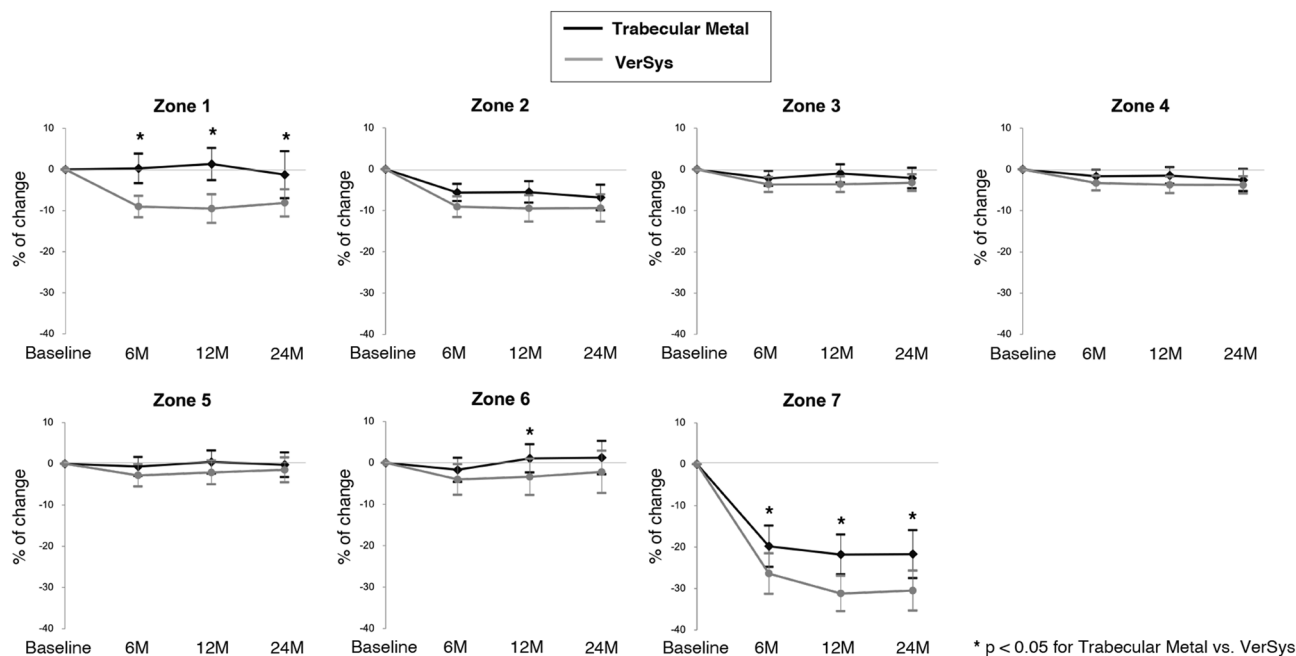 Trabecular Metal
VerSys
Zone 1
Zone 2
Zone 3
Zone 4
10
0
-10
-20
-30
-40
% of change
* * *
Baseline 6M 12M 24M
10
0
-10
-20
-30
-40
% of change
Baseline 6M 12M 24M
10
0
-10
-20
-30
-40
% of change
Baseline 6M 12M 24M
10
0
-10
-20
-30
-40
% of change
Baseline 6M 12M 24M
Zone 5
Zone 6
Zone 7
10
0
-10
-20
-30
-40
% of change
Baseline 6M 12M 24M
10
0
-10
-20
-30
-40
% of change
*
Baseline 6M 12M 24M
10
0
-10
-20
-30
-40
% of change
* * *
Baseline 6M 12M 24M
* p < 0.05 for Trabecular Metal vs. VerSys